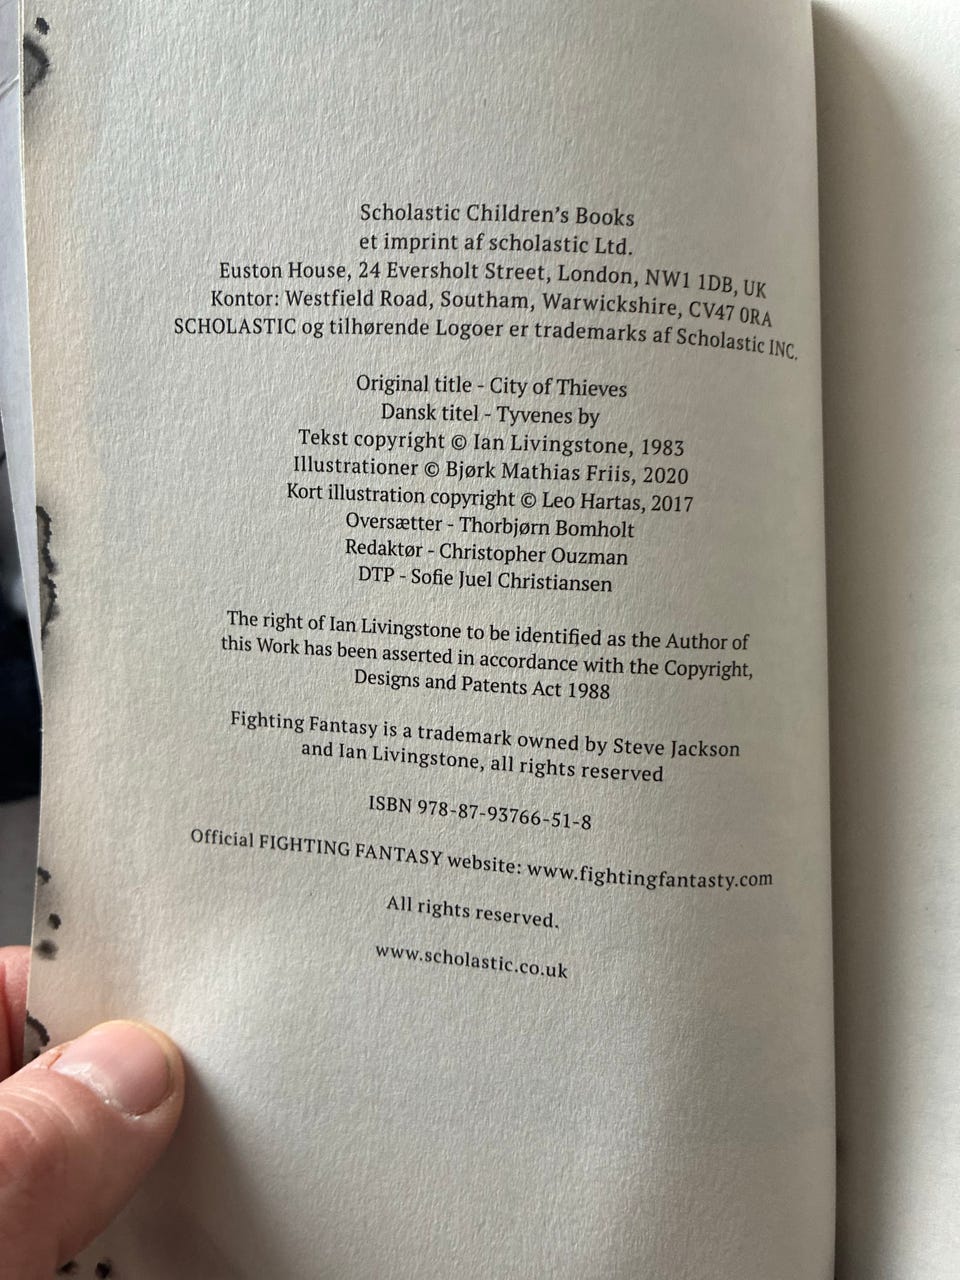 Scholastic Children's Books
et imprint af scholastic Ltd.
Euston House, 24 Eversholt Street, London, NW1 1DB, UK
Kontor: Westfield Road, Southam, Warwickshire, CV47 0RA
SCHOLASTIC og tilhørende Logoer er trademarks af Scholastic INC.
Original title - City of Thieves
Dansk titel - Tyvenes by
Tekst copyright © Ian Livingstone, 1983
Illustrationer © Bjørk Mathias Friis, 2020
Kort illustration copyright © Leo Hartas, 2017
Oversætter - Thorbjørn Bomholt
Redaktør - Christopher Ouzman
DTP - Sofie Juel Christiansen
The right of Ian Livingstone to be identified as the Author of
this Work has been asserted in accordance with the Copyright,
Designs and Patents Act 1988
Fighting Fantasy is a trademark owned by Steve Jackson
and Ian Livingstone, all rights reserved
ISBN 978-87-93766-51-8
Official FIGHTING FANTASY website: www.fightingfantasty.com
All rights reserved.
www.scholastic.co.uk